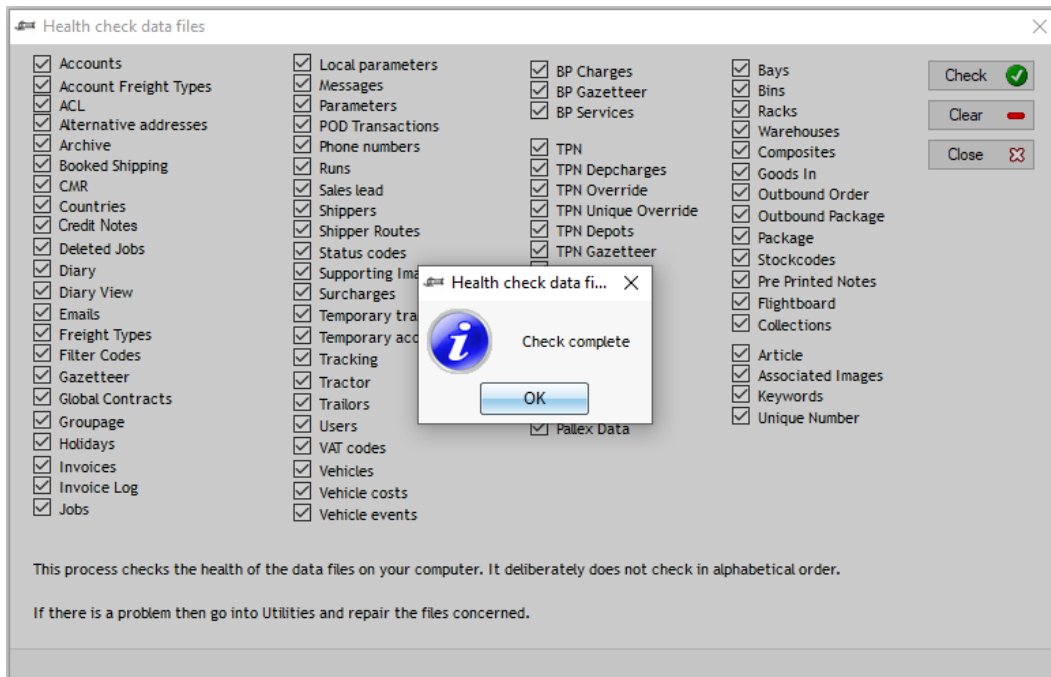 Health check data files
Accounts
Account Freight Types
ACL
Alternative addresses
Archive
Booked Shipping
CMR
Countries
Credit Notes
Deleted Jobs
Diary
Diary View
Emails
Freight Types
Filter Codes
Gazetteer
Global Contracts
Groupage
Holidays
Invoices
Invoice Log
Jobs
Local parameters
Messages
Parameters
POD Transactions
Phone numbers
Runs
Sales lead
Shippers
Shipper Routes
Status codes
Supporting
Surcharges
Temporary
Temporary
Tracking
Tractor
Trailors
Users
VAT codes
Vehicles
Vehicle costs
Vehicle events
BP Charges
BP Gazetteer
BP Services
TPN
TPN Depcharges
TPN Override
TPN Unique Override
TPN Depots
TPN Gazetteer
Pallex Data
Bays
Bins
Racks
Warehouses
Composites
Goods In
Outbound Order
Outbound Package
Package
Stockcodes
Pre Printed Notes
Flightboard
Collections
Article
Associated Images
Keywords
Unique Number
Check
Clear
Close
Health check data fi...
Check complete
OK
This process checks the health of the data files on your computer. It deliberately does not check in alphabetical order.
If there is a problem then go into Utilities and repair the files concerned.